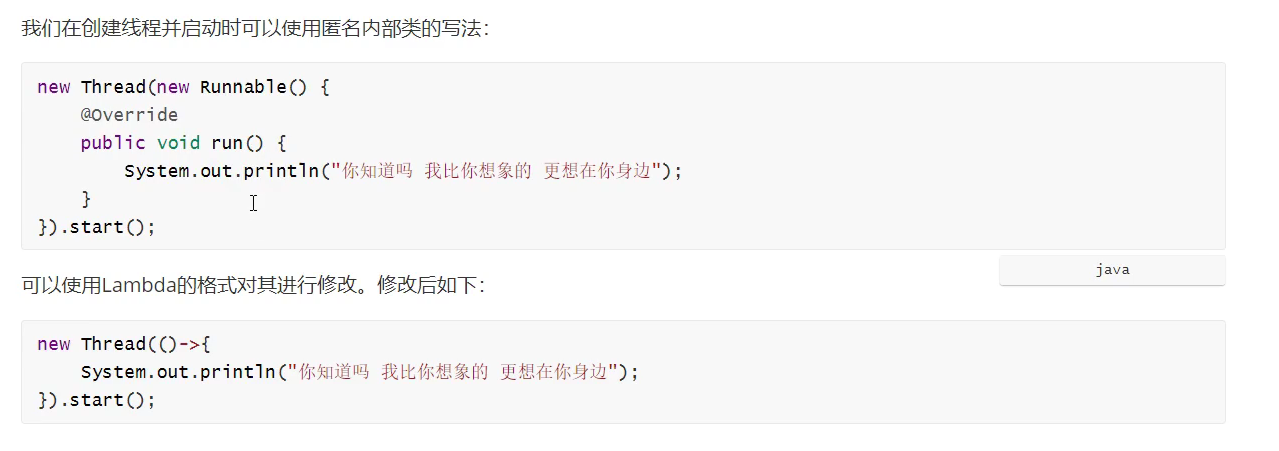 我们在创建线程并启动时可以使用匿名内部类的写法：
new Thread(new Runnable() {
    @Override
    public void run() {
        System.out.println("你知道吗 我比你想象的 更想在你身边");
    }
}).start();
可以使用Lambda的格式对其进行修改。修改后如下：
java
new Thread(()->{
    System.out.println("你知道吗 我比你想象的 更想在你身边");
}).start();